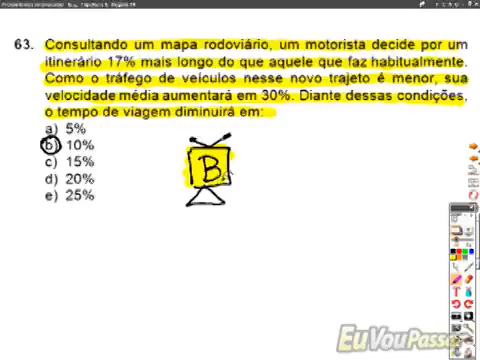 63. Consultando um mapa rodoviário, um motorista decide por um
itinerário 17% mais longo do que aquele que faz habitualmente.
Como o tráfego de veículos nesse novo trajeto é menor, sua
velocidade média aumentará em 30%. Diante dessas condições,
o tempo de viagem diminuirá em:
a) 5%
b) 10%
B
c) 15%
d) 20%
e) 25%
EuVouPassar